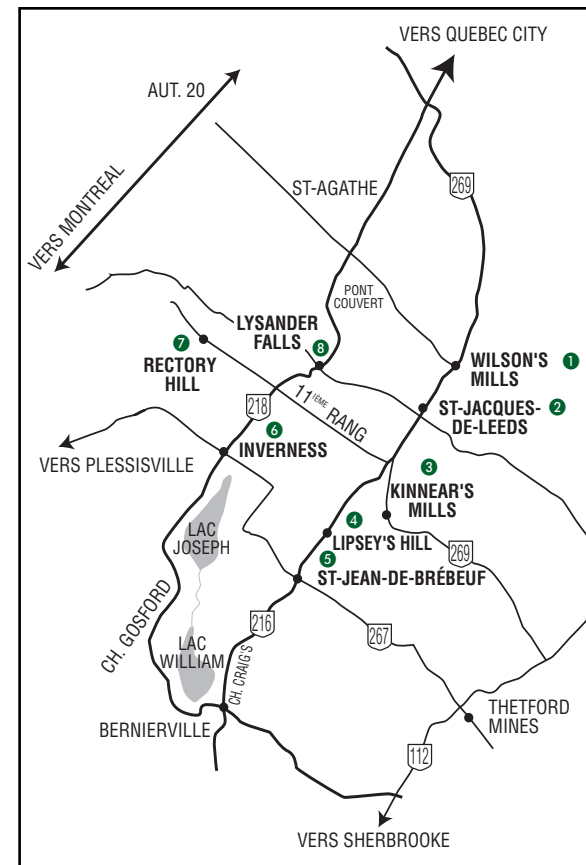 VERS QUEBEC CITY
AUT. 20
VERS MONTREAL
ST-AGATHE
269
PONT
COUVERT
LYSANDER
FALLS
8
7
RECTORY
HILL
WILSON'S
MILLS
1
ST-JACQUES-
DE-LEEDS
2
11IÈME RANG
218
6
INVERNESS
VERS PLESSISVILLE
3
KINNEAR'S
MILLS
LAC
JOSEPH
4
LIPSEY'S HILL
269
5
ST-JEAN-DE-BRÉBEUF
CH. GOSFORD
216
267
LAC
WILLIAM
CH. CRAIG'S
BERNIERVILLE
THETFORD
MINES
112
VERS SHERBROOKE